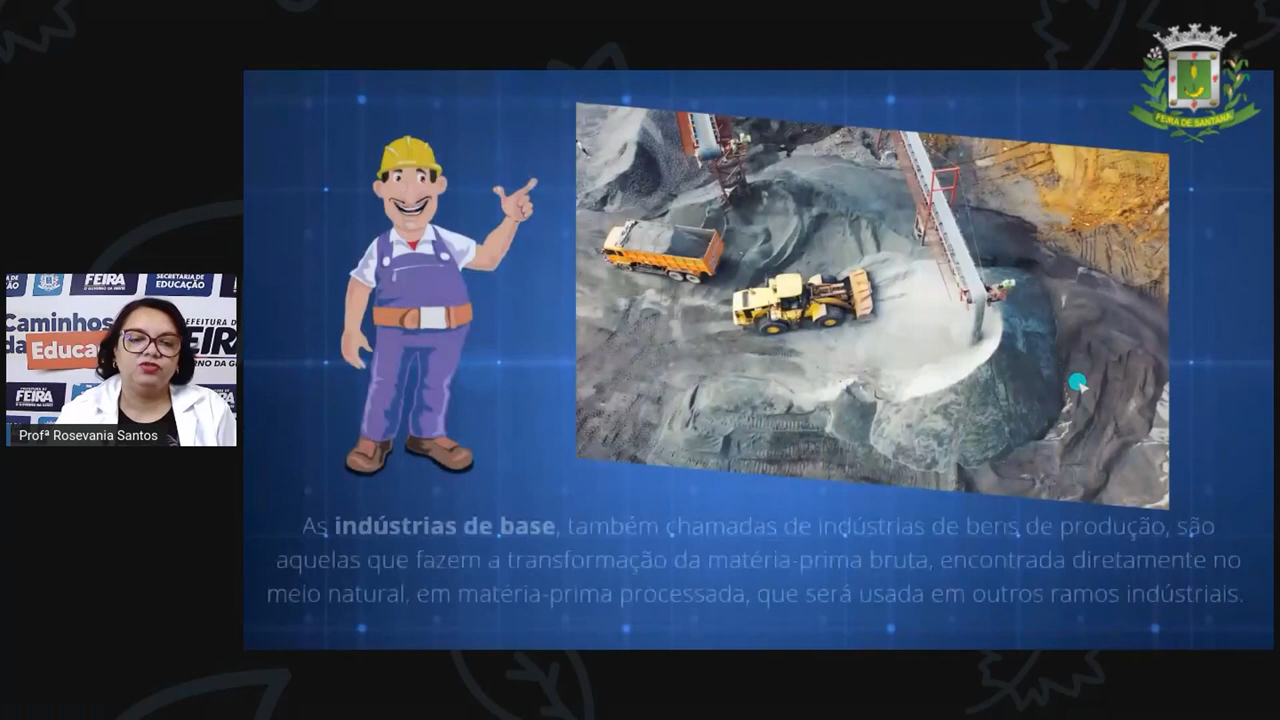 FEIRA DE SANTANA
FEIRA
SECRETARIA DE
EDUCAÇÃO
Caminhos
da Educa
FEIRA
Profª Rosevania Santos
As indústrias de base, também chamadas de indústrias de bens de produção, são
aquelas que fazem a transformação da matéria-prima bruta, encontrada diretamente no
meio natural, em matéria-prima processada, que será usada em outros ramos indústriais.